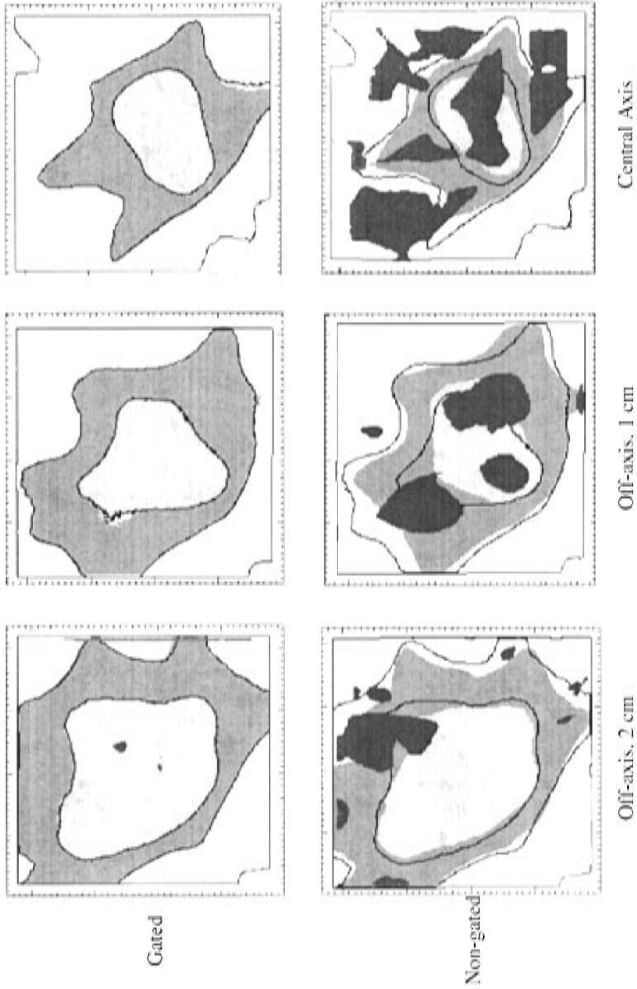 Gated
Non-gated
Off-axis, 2 cm
Off-axis, 1 cm
Central Axis